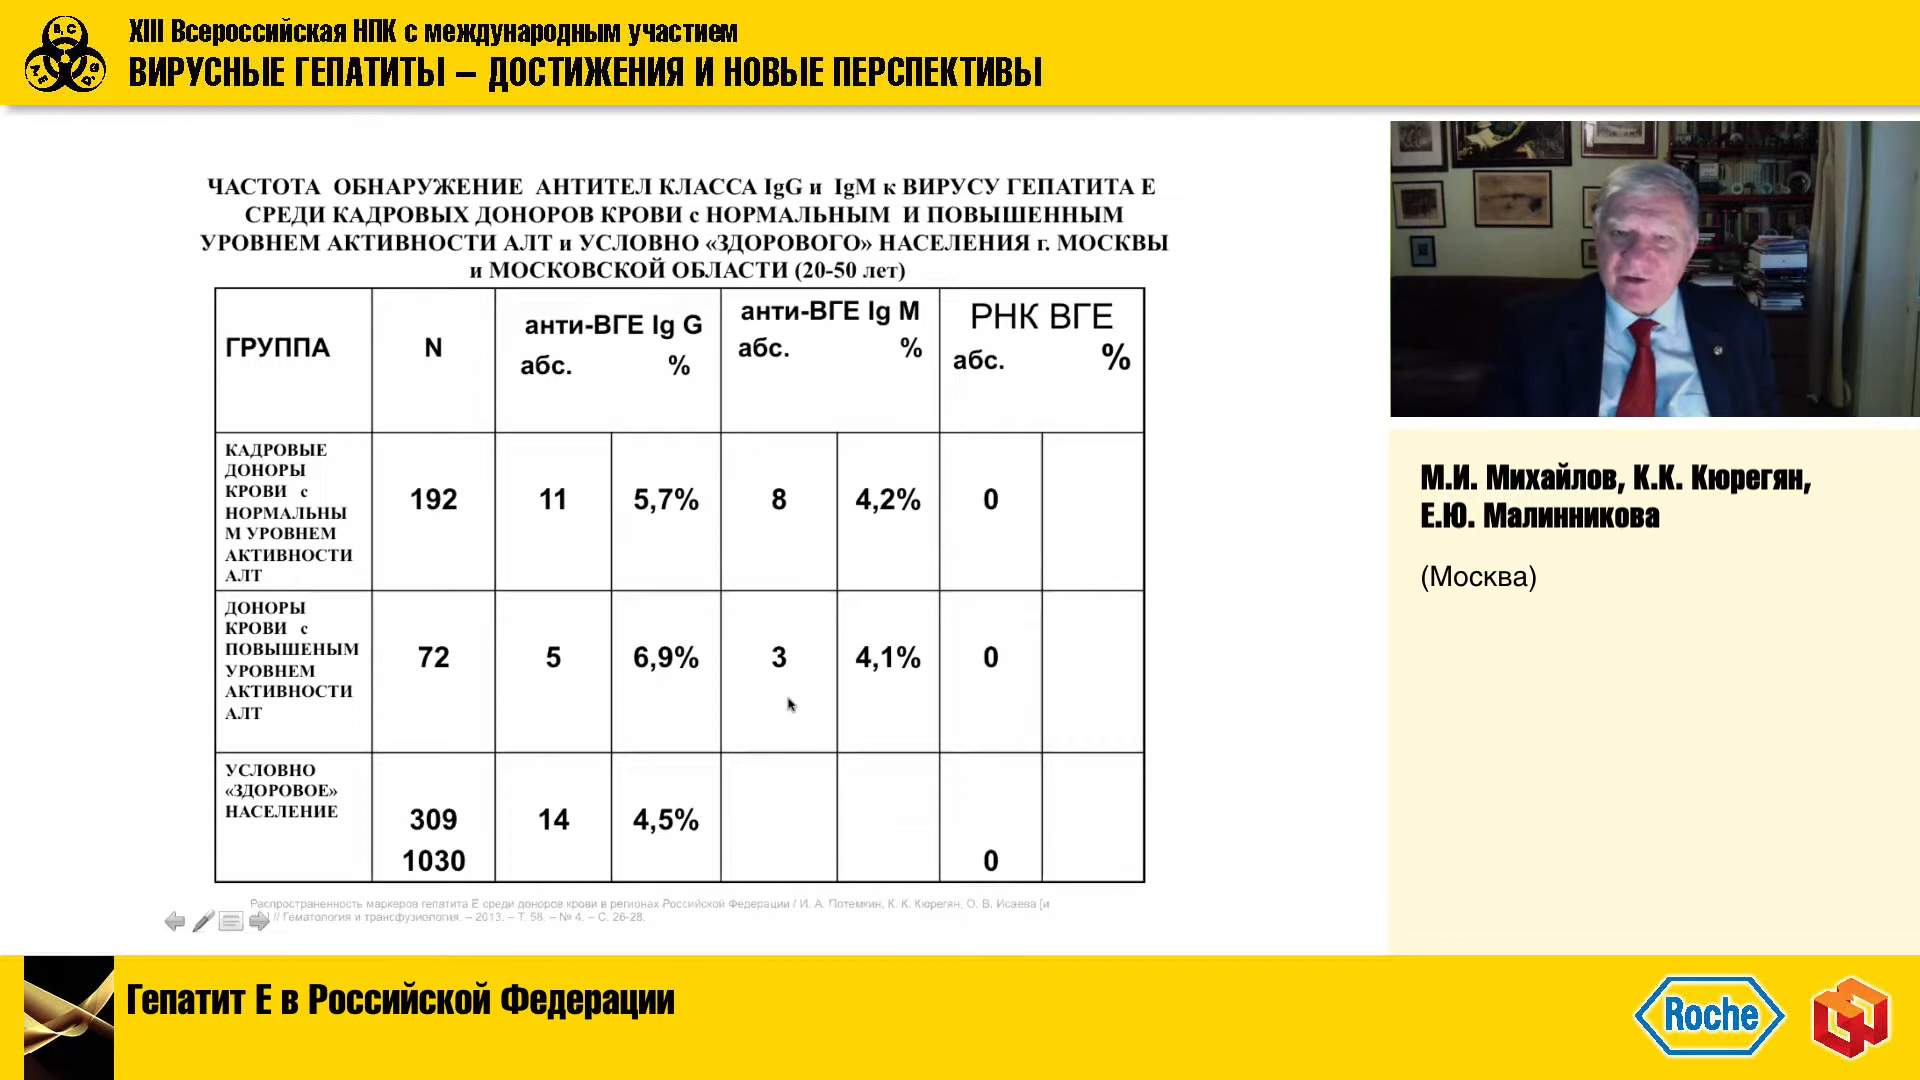 XIII Всероссийская НПК с международным участием
ВИРУСНЫЕ ГЕПАТИТЫ – ДОСТИЖЕНИЯ И НОВЫЕ ПЕРСПЕКТИВЫ
ЧАСТОТА ОБНАРУЖЕНИЕ АНТИТЕЛ КЛАССА IgG и IgM к ВИРУСУ ГЕПАТИТА Е
СРЕДИ КАДРОВЫХ ДОНОРОВ КРОВИ с НОРМАЛЬНЫМ И ПОВЫШЕННЫМ
УРОВНЕМ АКТИВНОСТИ АЛТ и УСЛОВНО «ЗДОРОВОГО» НАСЕЛЕНИЯ г. МОСКВЫ
и МОСКОВСКОЙ ОБЛАСТИ (20-50 лет)
ГРУППА
N
анти-ВГЕ Ig G
абс. %
анти-ВГЕ Ig M
абс. %
РНК ВГЕ
абс. %
КАДРОВЫЕ
ДОНОРЫ
КРОВИ с
НОРМАЛЬНЫ
М УРОВНЕМ
АКТИВНОСТИ
АЛТ
192 11 5,7% 8 4,2% 0
ДОНОРЫ
КРОВИ с
ПОВЫШЕНЫМ
УРОВНЕМ
АКТИВНОСТИ
АЛТ
72 5 6,9% 3 4,1% 0
УСЛОВНО
«ЗДОРОВОЕ»
НАСЕЛЕНИЕ
309 14 4,5%
1030 0
Распространенность маркеров гепатита Е среди доноров крови в регионах Российской Федерации / И. А. Потемкин, К. К. Кюрегян, О. В. Исаева [и
// Гематология и трансфузиология. – 2013. – Т. 58. – № 4. – С. 26-28.
М.И. Михайлов, К.К. Кюрегян,
Е.Ю. Малинникова
(Москва)
Гепатит Е в Российской Федерации
Roche